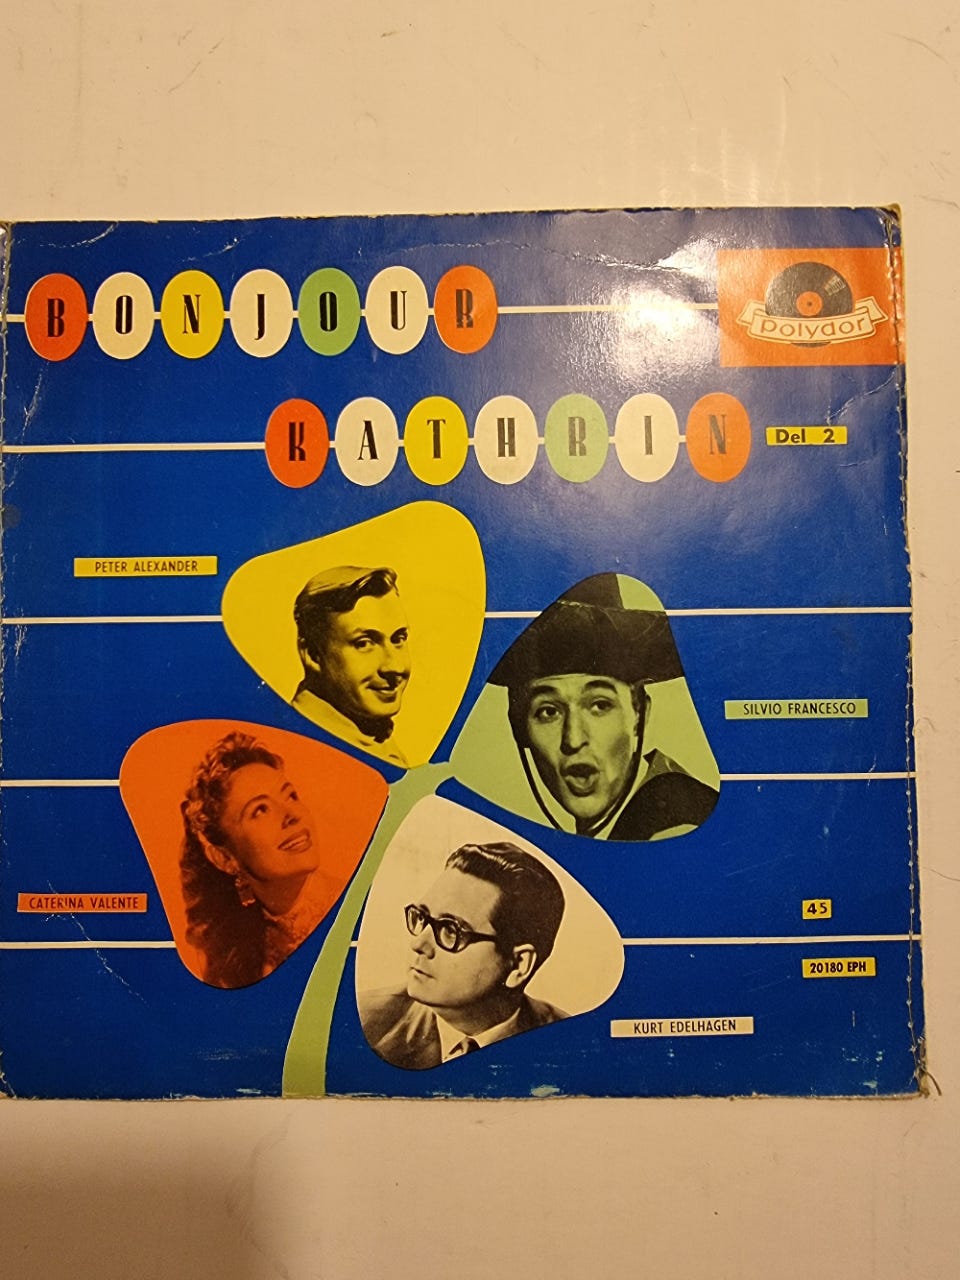 BONJOUR
polydor
KATHRIN
Del 2
PETER ALEXANDER
SILVIO FRANCESCO
CATERINA VALENTE
45
20180 EPH
KURT EDELHAGEN